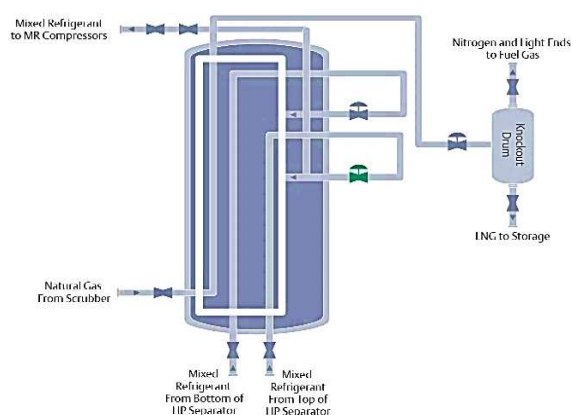 Mixed Refrigerant
to MR Compressors
Nitrogen and Light Ends
to Fuel Gas
Knockout
Drum
LNG to Storage
Natural Gas
From Scrubber
Mixed
Refrigerant
From Bottom of
HP Separator
Mixed
Refrigerant
From Top of
HP Separator